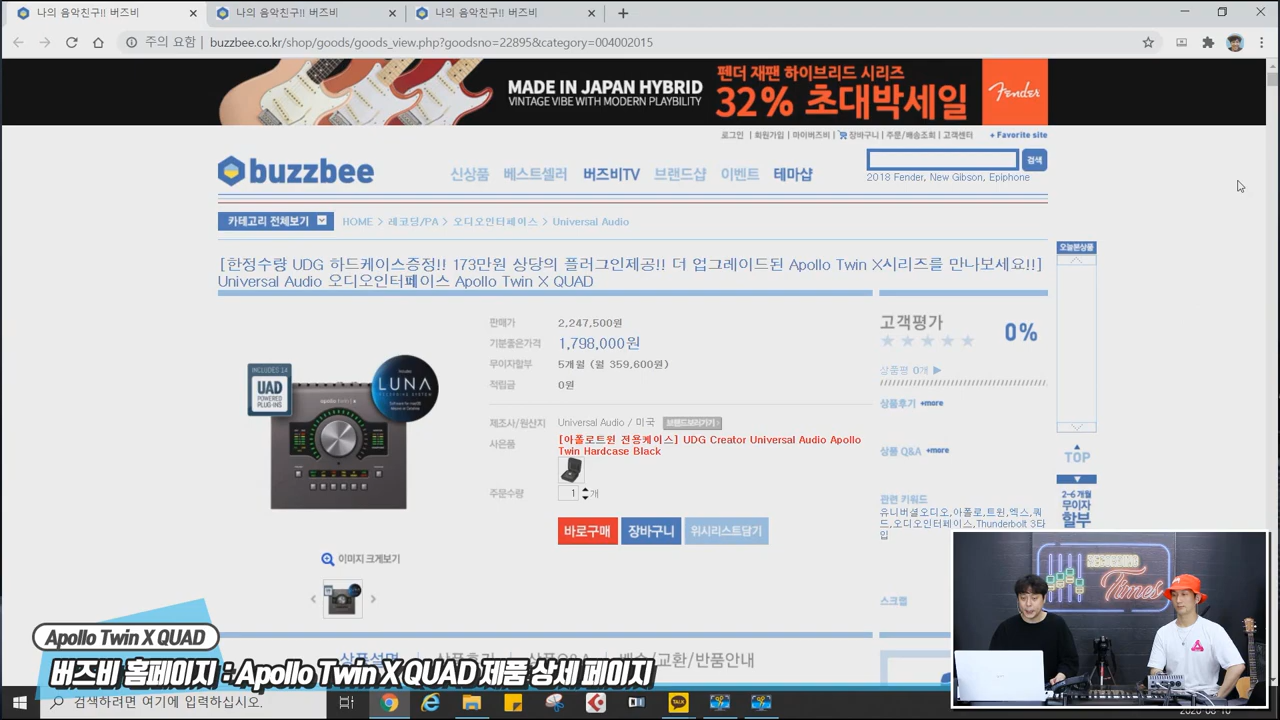 나의 음악친구!! 버즈비
나의 음악친구!! 버즈비
나의 음악친구!! 버즈비
주의 요함 | buzzbee.co.kr/shop/goods/goods_view.php?goodsno=22895&category=004002015
MADE IN JAPAN HYBRID
VINTAGE VIBE WITH MODERN PLAYBILITY
펜더 재팬 하이브리드 시리즈
32% 초대박세일
Fender
로그인 | 회원가입 | 마이버즈비 | 장바구니 | 주문/배송조회 | 고객센터
+ Favorite site
buzzbee
신상품 베스트셀러 버즈비TV 브랜드샵 이벤트 테마샵
검색
2018 Fender, New Gibson, Epiphone
카테고리 전체보기
HOME > 레코딩/PA > 오디오인터페이스 > Universal Audio
오늘본상품
[한정수량 UDG 하드케이스증정!! 173만원 상당의 플러그인제공!! 더 업그레이드된 Apollo Twin X시리즈를 만나보세요!!]
Universal Audio 오디오인터페이스 Apollo Twin X QUAD
판매가 2,247,500원
기분좋은가격 1,798,000원
무이자할부 5개월 (월 359,600원)
적립금 0원
고객평가
0%
상품평 0개 ▶
상품후기 +more
INCLUDES 14
UAD
POWERED
PLUG-INS
LUNA
제조사/원산지 Universal Audio / 미국 브랜드보러가기
사은품 [아폴로트윈 전용케이스] UDG Creator Universal Audio Apollo
Twin Hardcase Black
주문수량 1 개
상품 Q&A +more
TOP
관련 키워드
유니버셜오디오,아폴로,트윈,엑스,쿼
드,오디오인터페이스,Thunderbolt 3타
입
2~6 개월
무이자
할부
바로구매 장바구니 위시리스트담기
이미지 크게보기
스크랩
Times
Apollo Twin X QUAD
버즈비 홈페이지 : Apollo Twin X QUAD 제품 상세 페이지
검색하려면 여기에 입력하십시오.
TALK